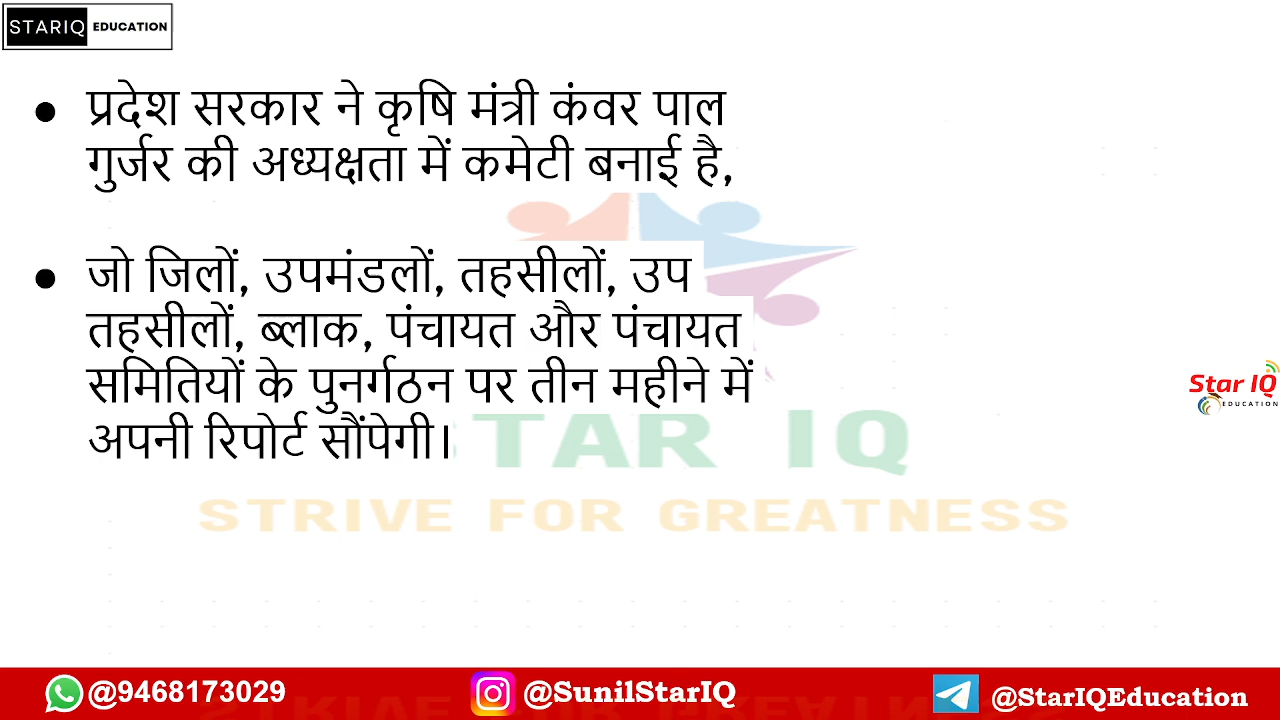 STARIQ EDUCATION
● प्रदेश सरकार ने कृषि मंत्री कंवर पाल
गुर्जर की अध्यक्षता में कमेटी बनाई है,
● जो जिलों, उपमंडलों, तहसीलों, उप
तहसीलों, ब्लाक, पंचायत और पंचायत
समितियों के पुनर्गठन पर तीन महीने में
अपनी रिपोर्ट सौंपेगी।
STAR IQ
STRIVE FOR GREATNESS
Star IQ
EDUCATION
@9468173029 @SunilStarIQ @StarIQEducation